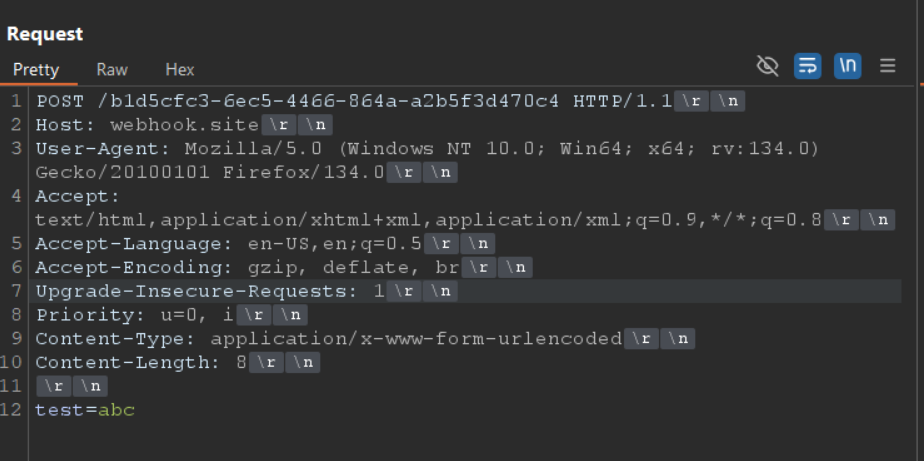 Request
Pretty Raw Hex
\n
1 POST /b1d5cfc3-6ec5-4466-864a-a2b5f3d470c4 HTTP/1.1 \r \n
2 Host: webhook.site \r \n
3 User-Agent: Mozilla/5.0 (Windows NT 10.0; Win64; x64; rv:134.0)
Gecko/20100101 Firefox/134.0 \r \n
4 Accept:
text/html,application/xhtml+xml,application/xml;q=0.9,*/*;q=0.8 \r \n
5 Accept-Language: en-US,en;q=0.5 \r \n
6 Accept-Encoding: gzip, deflate, br \r \n
7 Upgrade-Insecure-Requests: 1 \r \n
8 Priority: u=0, i \r \n
9 Content-Type: application/x-www-form-urlencoded \r \n
10 Content-Length: 8 \r \n
11 \r \n
12 test=abc